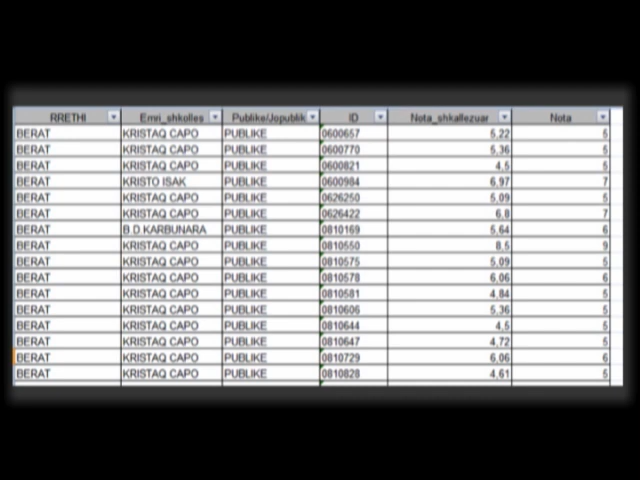 RRETHI Emri_shkolles Publike/Jopublik ID Nota_shkallezuar Nota
BERAT KRISTAQ CAPO PUBLIKE 0600657 5,22 5
BERAT KRISTAQ CAPO PUBLIKE 0600770 5,36 5
BERAT KRISTAQ CAPO PUBLIKE 0600821 4,5 5
BERAT KRISTO ISAK PUBLIKE 0600984 6,97 7
BERAT KRISTAQ CAPO PUBLIKE 0626250 5,09 5
BERAT KRISTAQ CAPO PUBLIKE 0626422 6,8 7
BERAT B.D.KARBUNARA PUBLIKE 0810169 5,64 6
BERAT KRISTAQ CAPO PUBLIKE 0810550 8,5 9
BERAT KRISTAQ CAPO PUBLIKE 0810575 5,09 5
BERAT KRISTAQ CAPO PUBLIKE 0810578 6,06 6
BERAT KRISTAQ CAPO PUBLIKE 0810581 4,84 5
BERAT KRISTAQ CAPO PUBLIKE 0810606 5,36 5
BERAT KRISTAQ CAPO PUBLIKE 0810644 4,5 5
BERAT KRISTAQ CAPO PUBLIKE 0810647 4,72 5
BERAT KRISTAQ CAPO PUBLIKE 0810729 6,06 6
BERAT KRISTAQ CAPO PUBLIKE 0810828 4,61 5